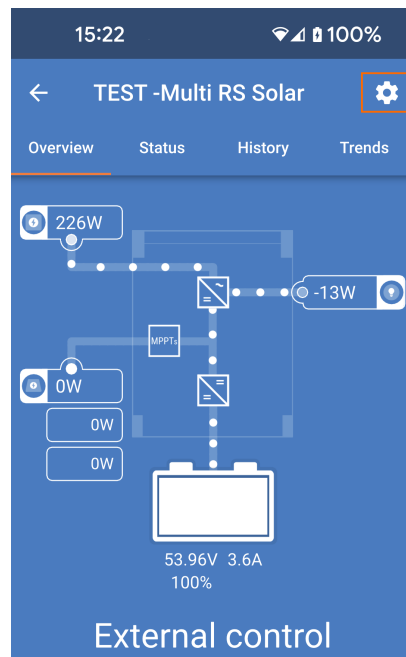 15:22 100%
TEST -Multi RS Solar
Overview Status History Trends
226W
-13W
MPPTs
0W
0W
0W
53.96V 3.6A
100%
External control